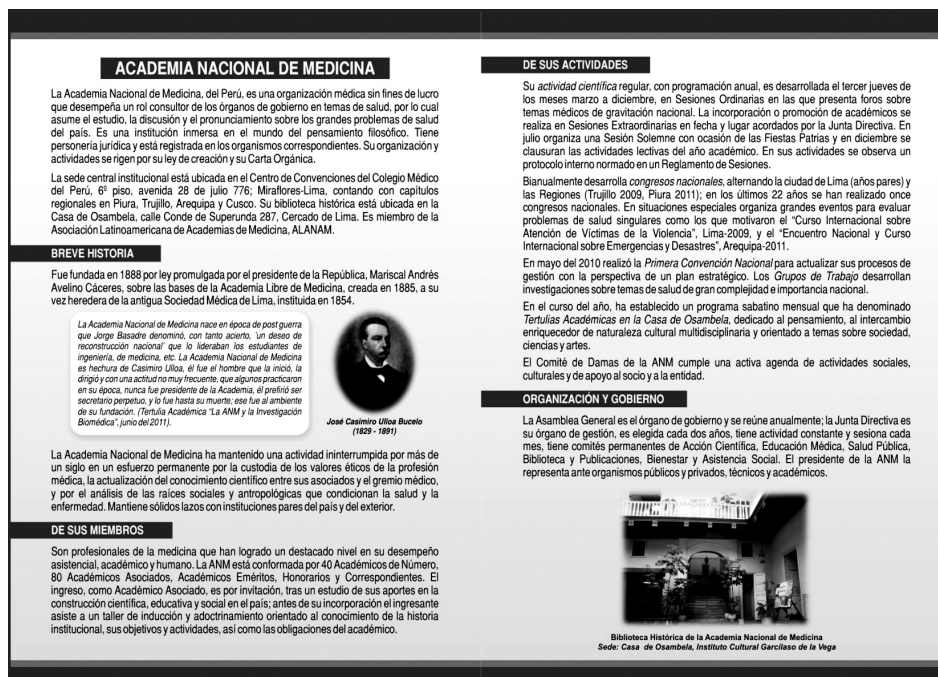 ACADEMIA NACIONAL DE MEDICINA
La Academia Nacional de Medicina, del Perú, es una organización médica sin fines de lucro
que desempeña un rol consultor de los órganos de gobierno en temas de salud, por lo cual
asume el estudio, la discusión y el pronunciamiento sobre los grandes problemas de salud
del país. Es una institución inmersa en el mundo del pensamiento filosófico. Tiene
personería jurídica y está registrada en los organismos correspondientes. Su organización y
actividades se rigen por su ley de creación y su Carta Orgánica.
La sede central institucional está ubicada en el Centro de Convenciones del Colegio Médico
del Perú, 6º piso, avenida 28 de julio 776; Miraflores-Lima, contando con capítulos
regionales en Piura, Trujillo, Arequipa y Cusco. Su biblioteca histórica está ubicada en la
Casa de Osambela, calle Conde de Superunda 287, Cercado de Lima. Es miembro de la
Asociación Latinoamericana de Academias de Medicina, ALANAM.
BREVE HISTORIA
Fue fundada en 1888 por ley promulgada por el presidente de la República, Mariscal Andrés
Avelino Cáceres, sobre las bases de la Academia Libre de Medicina, creada en 1885, a su
vez heredera de la antigua Sociedad Médica de Lima, instituida en 1854.
La Academia Nacional de Medicina nace en época de post guerra
que Jorge Basadre denominó, con tanto acierto, 'un deseo de
reconstrucción nacional' que lo lideraban los estudiantes de
ingeniería, de medicina, etc. La Academia Nacional de Medicina
es hechura de Casimiro Ulloa, él fue el hombre que la inició, la
dirigió y con una actitud no muy frecuente, que algunos practicaron
en su época, nunca fue presidente de la Academia, él prefirió ser
secretario perpetuo, y lo fue hasta su muerte; ese fue al ambiente
de su fundación. (Tertulia Académica "La ANM y la Investigación
Biomédica", junio del 2011).
José Casimiro Ulloa Bucelo
(1829 - 1891)
La Academia Nacional de Medicina ha mantenido una actividad ininterrumpida por más de
un siglo en un esfuerzo permanente por la custodia de los valores éticos de la profesión
médica, la actualización del conocimiento científico entre sus asociados y el gremio médico,
y por el análisis de las raíces sociales y antropológicas que condicionan la salud y la
enfermedad. Mantiene sólidos lazos con instituciones pares del país y del exterior.
DE SUS MIEMBROS
Son profesionales de la medicina que han logrado un destacado nivel en su desempeño
asistencial, académico y humano. La ANM está conformada por 40 Académicos de Número,
80 Académicos Asociados, Académicos Eméritos, Honorarios y Correspondientes. El
ingreso, como Académico Asociado, es por invitación, tras un estudio de sus aportes en la
construcción científica, educativa y social en el país; antes de su incorporación el ingresante
asiste a un taller de inducción y adoctrinamiento orientado al conocimiento de la historia
institucional, sus objetivos y actividades, así como las obligaciones del académico.
DE SUS ACTIVIDADES
Su actividad científica regular, con programación anual, es desarrollada el tercer jueves de
los meses marzo a diciembre, en Sesiones Ordinarias en las que presenta foros sobre
temas médicos de gravitación nacional. La incorporación o promoción de académicos se
realiza en Sesiones Extraordinarias en fecha y lugar acordados por la Junta Directiva. En
julio organiza una Sesión Solemne con ocasión de las Fiestas Patrias y en diciembre se
clausuran las actividades lectivas del año académico. En sus actividades se observa un
protocolo interno normado en un Reglamento de Sesiones.
Bianualmente desarrolla congresos nacionales, alternando la ciudad de Lima (años pares) y
las Regiones (Trujillo 2009, Piura 2011); en los últimos 22 años se han realizado once
congresos nacionales. En situaciones especiales organiza grandes eventos para evaluar
problemas de salud singulares como los que motivaron el "Curso Internacional sobre
Atención de Víctimas de la Violencia", Lima-2009, y el "Encuentro Nacional y Curso
Internacional sobre Emergencias y Desastres", Arequipa-2011.
En mayo del 2010 realizó la Primera Convención Nacional para actualizar sus procesos de
gestión con la perspectiva de un plan estratégico. Los Grupos de Trabajo desarrollan
investigaciones sobre temas de salud de gran complejidad e importancia nacional.
En el curso del año, ha establecido un programa sabatino mensual que ha denominado
Tertulias Académicas en la Casa de Osambela, dedicado al pensamiento, al intercambio
enriquecedor de naturaleza cultural multidisciplinaria y orientado a temas sobre sociedad,
ciencias y artes.
El Comité de Damas de la ANM cumple una activa agenda de actividades sociales,
culturales y de apoyo al socio y a la entidad.
ORGANIZACIÓN Y GOBIERNO
La Asamblea General es el órgano de gobierno y se reúne anualmente; la Junta Directiva es
su órgano de gestión, es elegida cada dos años, tiene actividad constante y sesiona cada
mes, tiene comités permanentes de Acción Científica, Educación Médica, Salud Pública,
Biblioteca y Publicaciones, Bienestar y Asistencia Social. El presidente de la ANM la
representa ante organismos públicos y privados, técnicos y académicos.
Biblioteca Histórica de la Academia Nacional de Medicina
Sede: Casa de Osambela, Instituto Cultural Garcilaso de la Vega